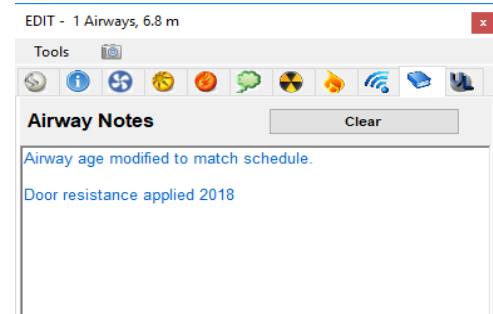 EDIT - 1 Airways, 6.8 m
x
Tools
Airway Notes
Clear
Airway age modified to match schedule.
Door resistance applied 2018